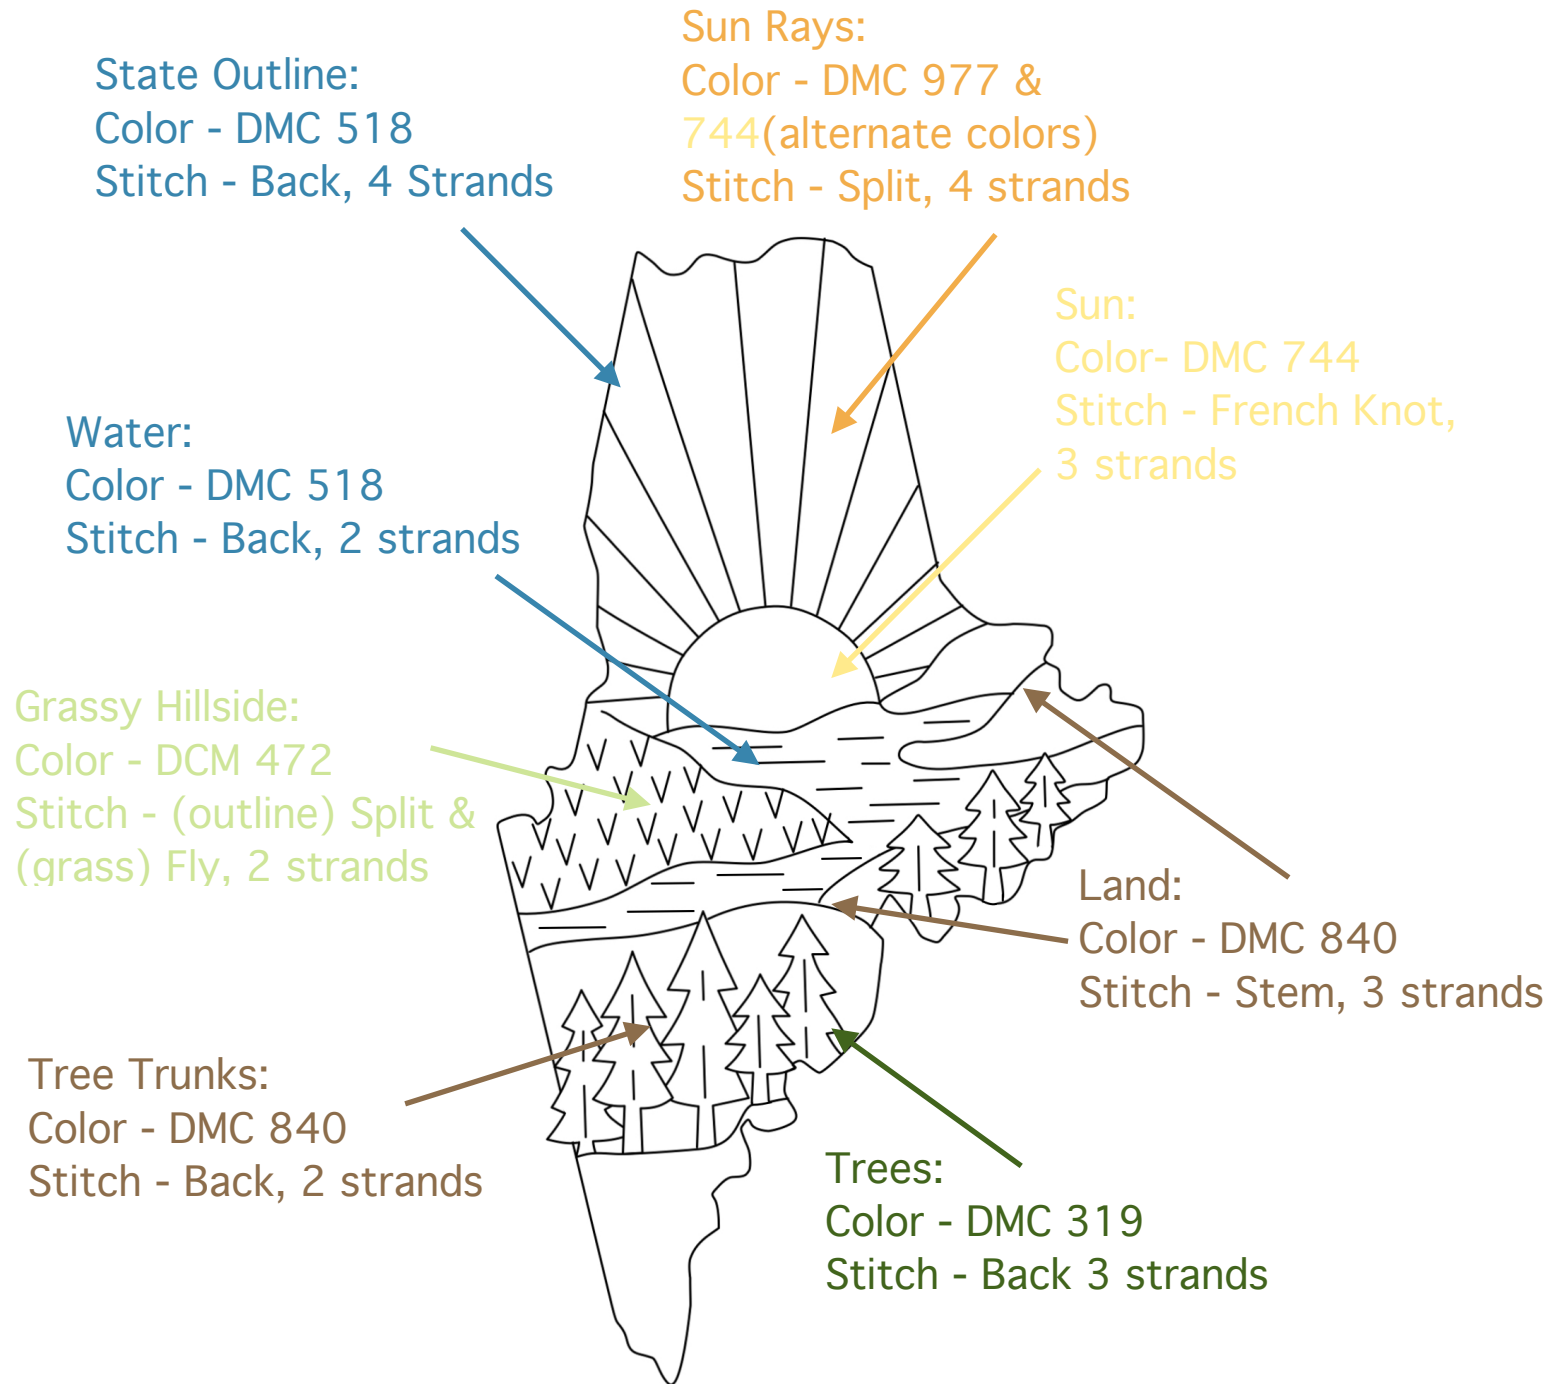 Sun Rays:
Color - DMC 977 &
744(alternate colors)
Stitch - Split, 4 strands
State Outline:
Color - DMC 518
Stitch - Back, 4 Strands
Sun:
Color- DMC 744
Stitch - French Knot,
3 strands
Water:
Color - DMC 518
Stitch - Back, 2 strands
Grassy Hillside:
Color - DCM 472
Stitch - (outline) Split &
(grass) Fly, 2 strands
Land:
Color - DMC 840
Stitch - Stem, 3 strands
Tree Trunks:
Color - DMC 840
Stitch - Back, 2 strands
Trees:
Color - DMC 319
Stitch - Back 3 strands